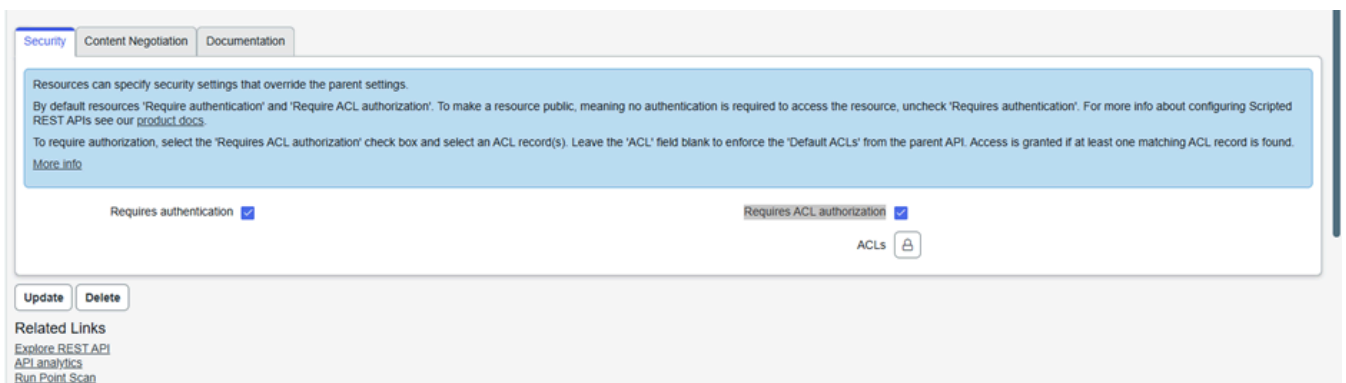 Security Content Negotiation Documentation
Resources can specify security settings that override the parent settings.
By default resources 'Require authentication' and 'Require ACL authorization'. To make a resource public, meaning no authentication is required to access the resource, uncheck 'Requires authentication'. For more info about configuring Scripted
REST APIs see our product docs.
To require authorization, select the 'Requires ACL authorization' check box and select an ACL record(s). Leave the 'ACL' field blank to enforce the 'Default ACLs' from the parent API. Access is granted if at least one matching ACL record is found.
More info
Requires authentication Requires ACL authorization
ACLs
Update Delete
Related Links
Explore REST API
API analytics
Run Point Scan